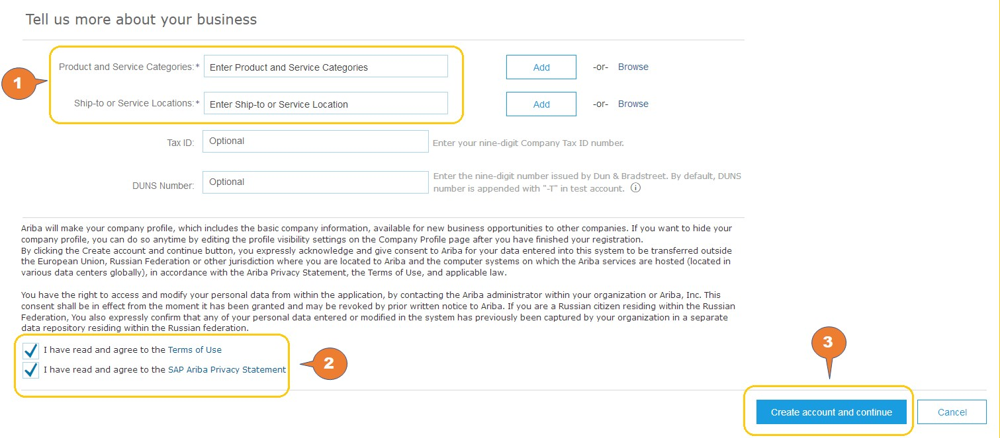 Tell us more about your business
1
Product and Service Categories:* Enter Product and Service Categories Add -or- Browse
Ship-to or Service Locations:* Enter Ship-to or Service Location Add -or- Browse
Tax ID: Optional Enter your nine-digit Company Tax ID number.
DUNS Number: Optional Enter the nine-digit number issued by Dun & Bradstreet. By default, DUNS
number is appended with "-T" in test account.
Ariba will make your company profile, which includes the basic company information, available for new business opportunities to other companies. If you want to hide your
company profile, you can do so anytime by editing the profile visibility settings on the Company Profile page after you have finished your registration.
By clicking the Create account and continue button, you expressly acknowledge and give consent to Ariba for your data entered into this system to be transferred outside
the European Union, Russian Federation or other jurisdiction where you are located to Ariba and the computer systems on which the Ariba services are hosted (located in
various data centers globally), in accordance with the Ariba Privacy Statement, the Terms of Use, and applicable law.
You have the right to access and modify your personal data from within the application, by contacting the Ariba administrator within your organization or Ariba, Inc. This
consent shall be in effect from the moment it has been granted and may be revoked by prior written notice to Ariba. If you are a Russian citizen residing within the Russian
Federation, You also expressly confirm that any of your personal data entered or modified in the system has previously been captured by your organization in a separate
data repository residing within the Russian federation.
I have read and agree to the Terms of Use
I have read and agree to the SAP Ariba Privacy Statement
2
3
Create account and continue Cancel